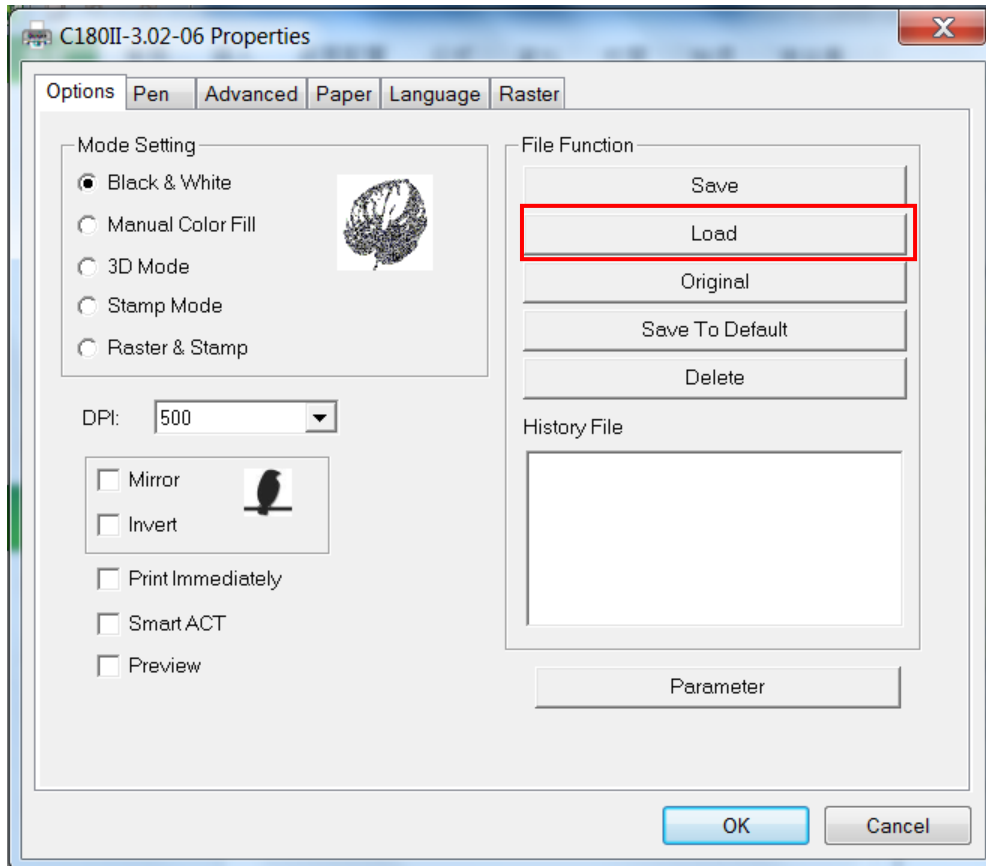 C180II-3.02-06 Properties
Options Pen Advanced Paper Language Raster
Mode Setting
Black & White
Manual Color Fill
3D Mode
Stamp Mode
Raster & Stamp
DPI: 500
Mirror
Invert
Print Immediately
Smart ACT
Preview
File Function
Save
Load
Original
Save To Default
Delete
History File
Parameter
OK Cancel